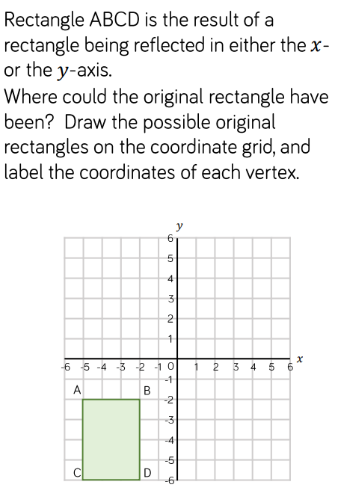 Rectangle ABCD is the result of a
rectangle being reflected in either the x-
or the y-axis.
Where could the original rectangle have
been? Draw the possible original
rectangles on the coordinate grid, and
label the coordinates of each vertex.
y
6
5
4
3
2
1
-6 -5 -4 -3 -2 -1 0 1 2 3 4 5 6 x
-1
A B
-2
-3
-4
-5
C D
-6